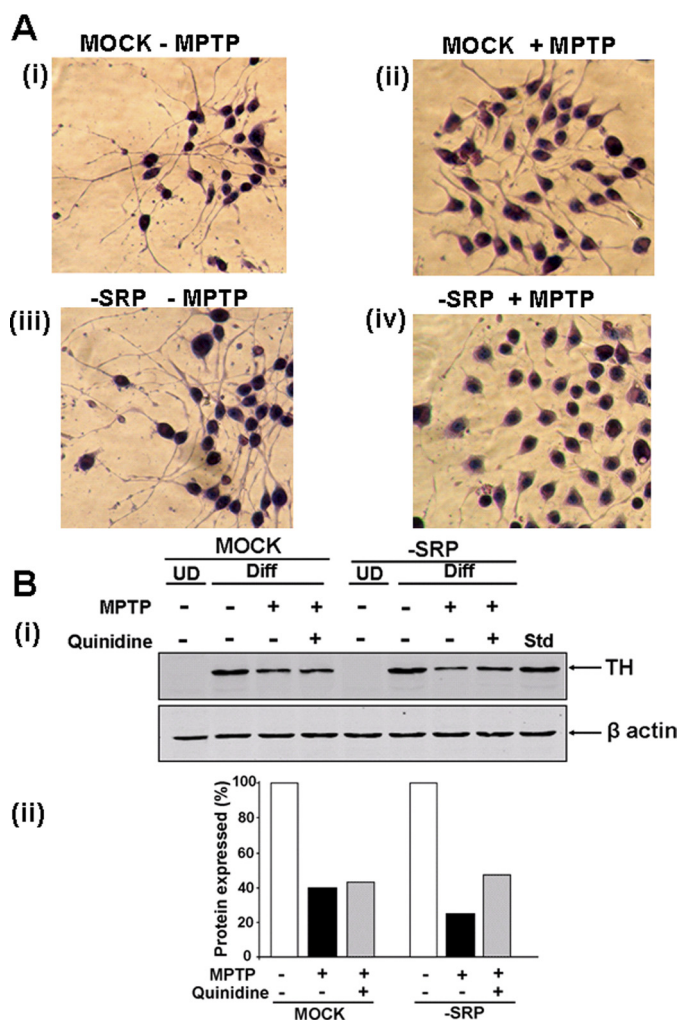 A
MOCK - MPTP
MOCK + MPTP
(i)
(ii)
-SRP - MPTP
-SRP + MPTP
(iii)
(iv)
B
MOCK
-SRP
UD
Diff
UD
Diff
MPTP
- - + + - - + +
(i)
Quinidine
- - - + - - - + Std
TH
β actin
(ii)
Protein expressed (%)
100
80
60
40
20
0
MPTP - + + - + +
Quinidine - - + - - +
MOCK
-SRP